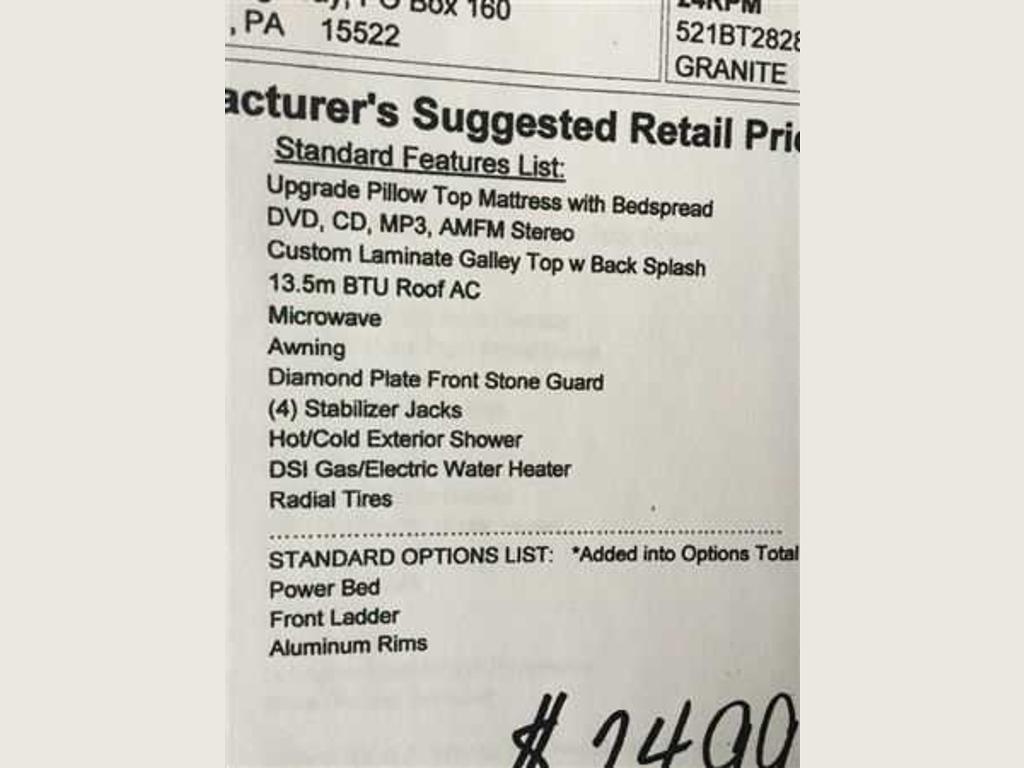 PO Box 160
, PA 15522
24RPM
521BT2828
GRANITE
acturer's Suggested Retail Pric
Standard Features List:
Upgrade Pillow Top Mattress with Bedspread
DVD, CD, MP3, AMFM Stereo
Custom Laminate Galley Top w Back Splash
13.5m BTU Roof AC
Microwave
Awning
Diamond Plate Front Stone Guard
(4) Stabilizer Jacks
Hot/Cold Exterior Shower
DSI Gas/Electric Water Heater
Radial Tires
STANDARD OPTIONS LIST: *Added into Options Total
Power Bed
Front Ladder
Aluminum Rims